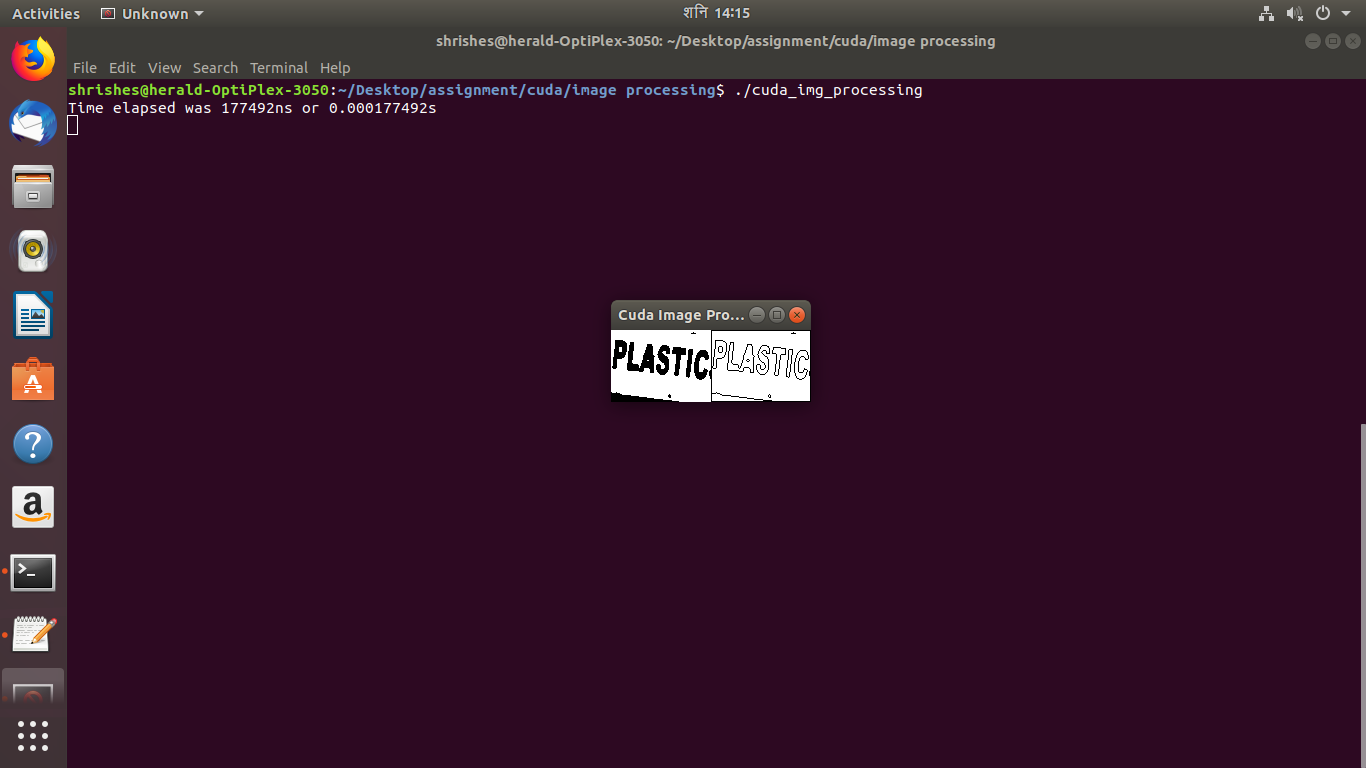 Activities Unknown शनि 14:15
shrishes@herald-OptiPlex-3050: ~/Desktop/assignment/cuda/image processing
File Edit View Search Terminal Help
shrishes@herald-OptiPlex-3050:~/Desktop/assignment/cuda/image processing$ ./cuda_img_processing
Time elapsed was 177492ns or 0.000177492s
Cuda Image Pro...
PLASTIC PLASTIC